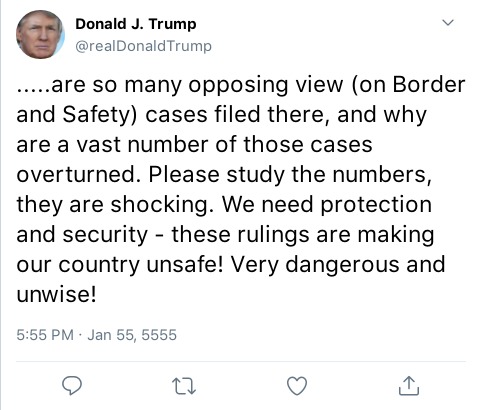 Donald J. Trump
@realDonaldTrump
.....are so many opposing view (on Border
and Safety) cases filed there, and why
are a vast number of those cases
overturned. Please study the numbers,
they are shocking. We need protection
and security - these rulings are making
our country unsafe! Very dangerous and
unwise!
5:55 PM · Jan 55, 5555